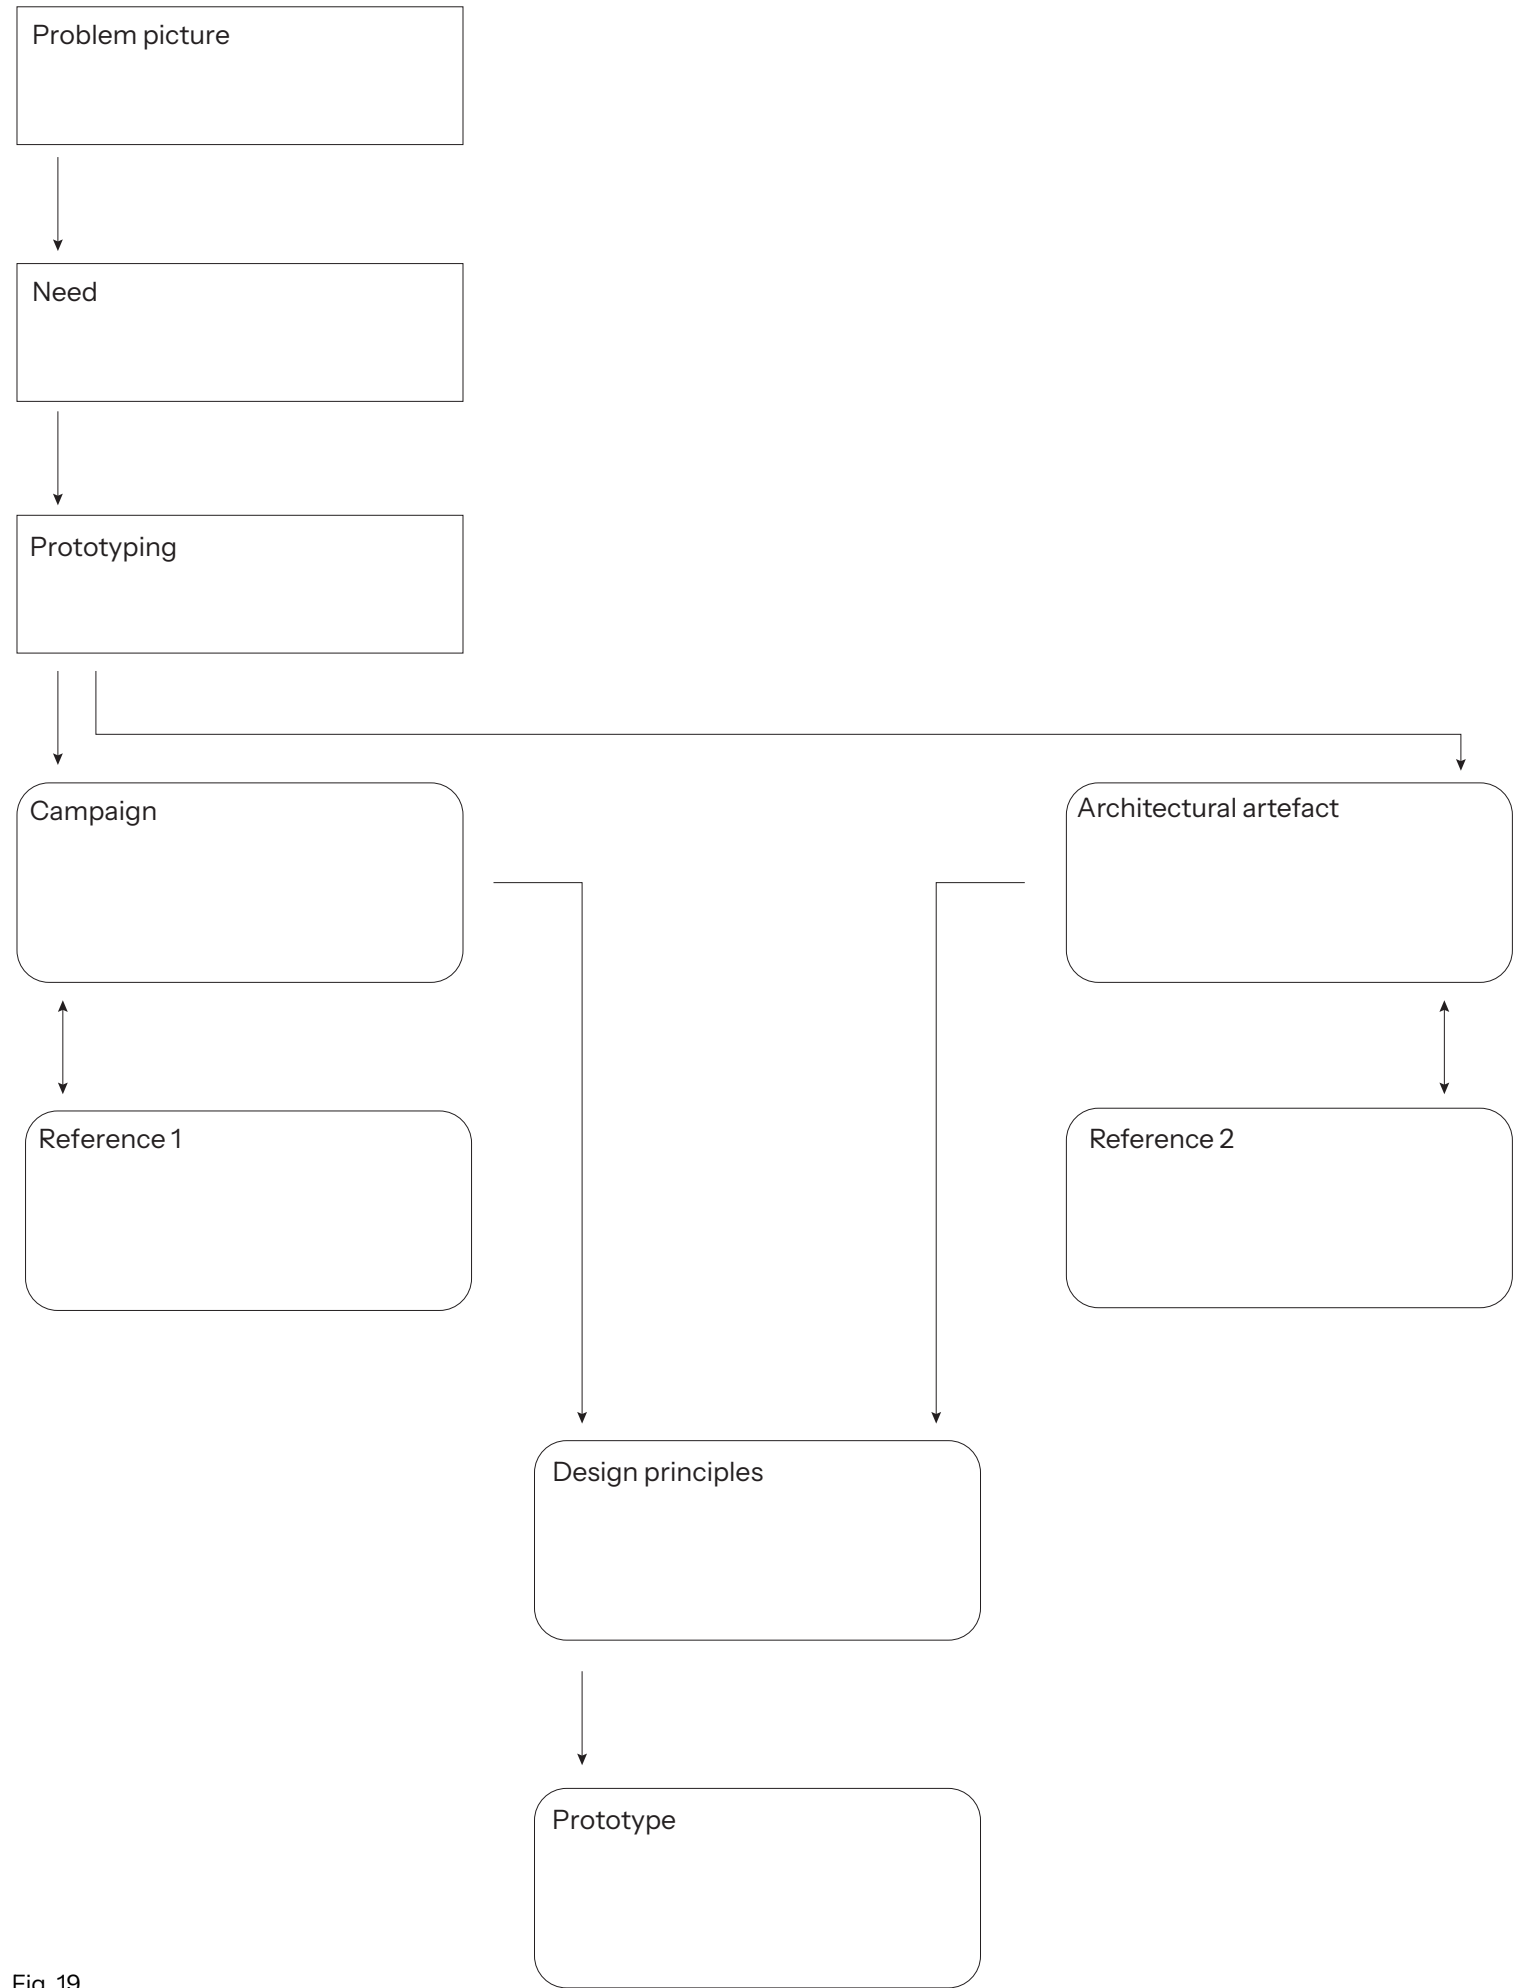 Problem picture
Need
Prototyping
Campaign
Architectural artefact
Reference 1
Reference 2
Design principles
Prototype
Fig. 19